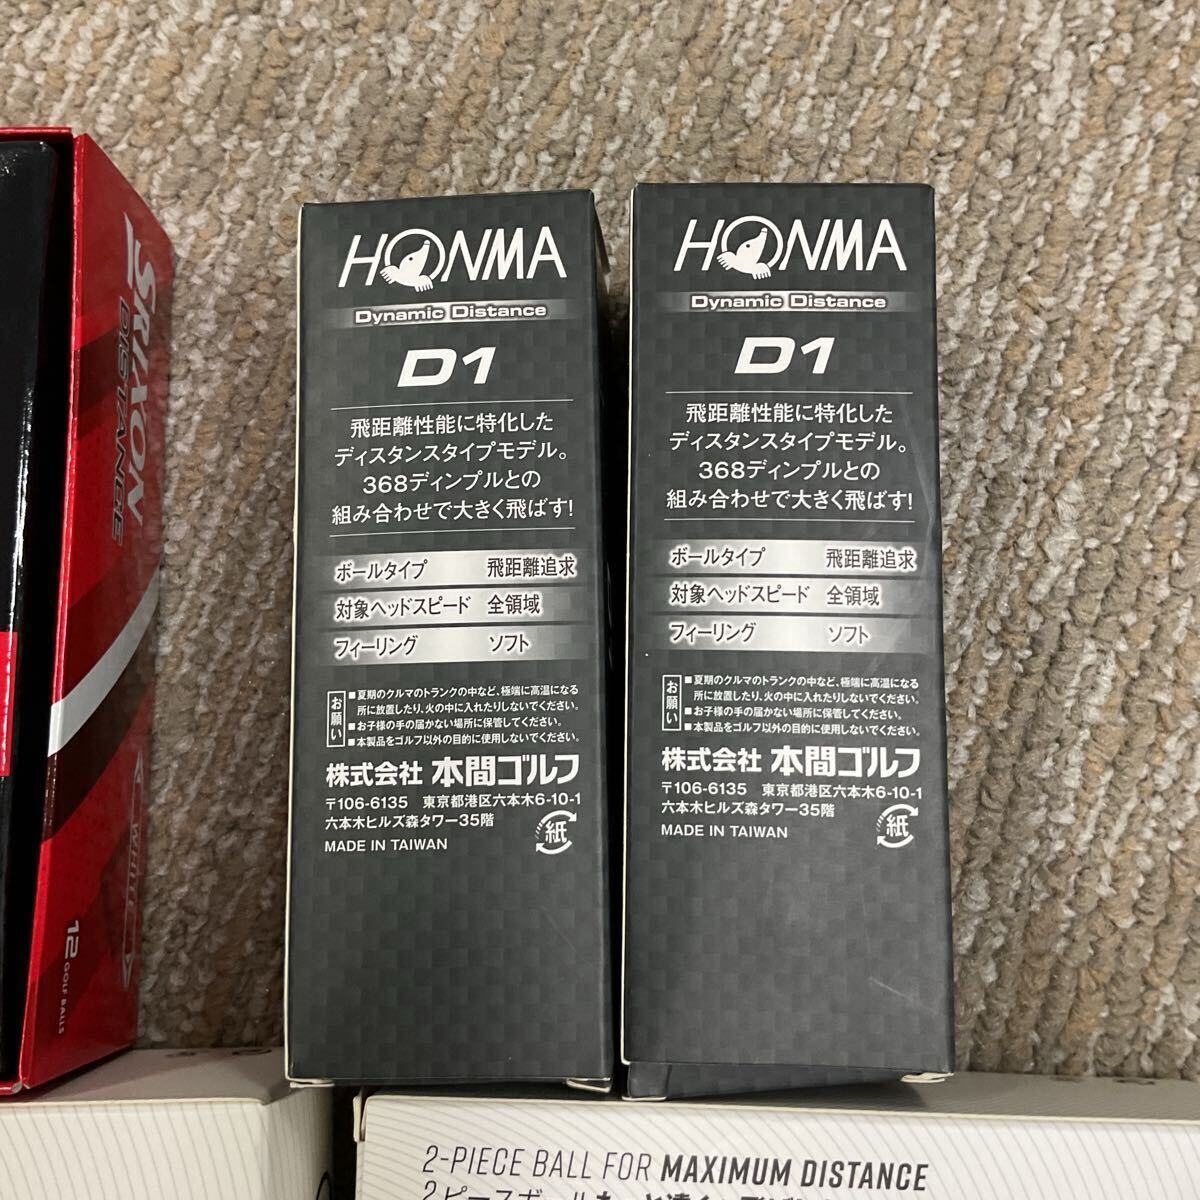 SRIXON
DISTANCE
WHITE
12 GOLF BALLS
HONMA
Dynamic Distance
D1
飛距離性能に特化した
ディスタンスタイプモデル。
368ディンプルとの
組み合わせで大きく飛ばす!
ボールタイプ 飛距離追求
対象ヘッドスピード 全領域
フィーリング ソフト
お願い
■夏期のクルマのトランクの中など、極端に高温になる
所に放置したり、火の中に入れたりしないでください。
■お子様の手の届かない場所に保管してください。
■本製品をゴルフ以外の目的に使用しないでください。
株式会社 本間ゴルフ
〒106-6135 東京都港区六本木6-10-1
六本木ヒルズ森タワー35階
MADE IN TAIWAN
紙
HONMA
Dynamic Distance
D1
飛距離性能に特化した
ディスタンスタイプモデル。
368ディンプルとの
組み合わせで大きく飛ばす!
ボールタイプ 飛距離追求
対象ヘッドスピード 全領域
フィーリング ソフト
お願い
■夏期のクルマのトランクの中など、極端に高温になる
所に放置したり、火の中に入れたりしないでください。
■お子様の手の届かない場所に保管してください。
■本製品をゴルフ以外の目的に使用しないでください。
株式会社 本間ゴルフ
〒106-6135 東京都港区六本木6-10-1
六本木ヒルズ森タワー35階
MADE IN TAIWAN
紙
2-PIECE BALL FOR MAXIMUM DISTANCE
2ピースボール